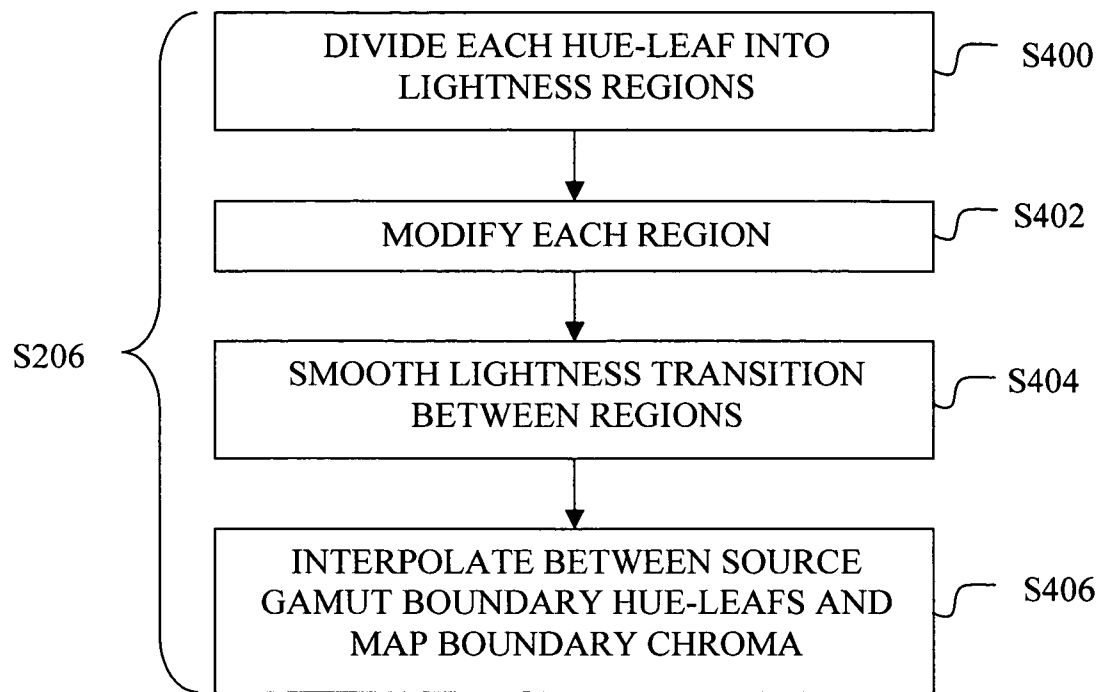 DIVIDE EACH HUE-LEAF INTO
LIGHTNESS REGIONS
S400
MODIFY EACH REGION
S402
S206
SMOOTH LIGHTNESS TRANSITION
BETWEEN REGIONS
S404
INTERPOLATE BETWEEN SOURCE
GAMUT BOUNDARY HUE-LEAFS AND
MAP BOUNDARY CHROMA
S406